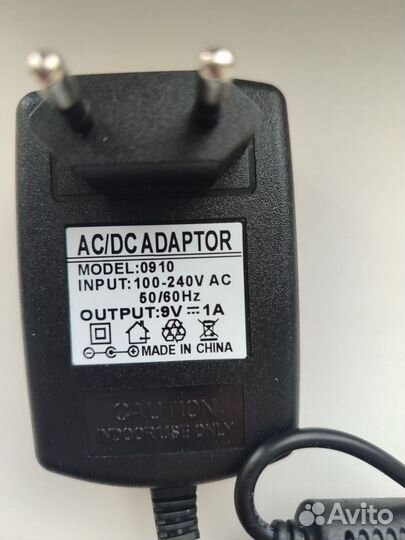 AC/DC ADAPTOR
MODEL:0910
INPUT:100-240V AC
50/60Hz
OUTPUT:9V⎓1A
MADE IN CHINA
CAUTION
INDOOR USE ONLY
Avito